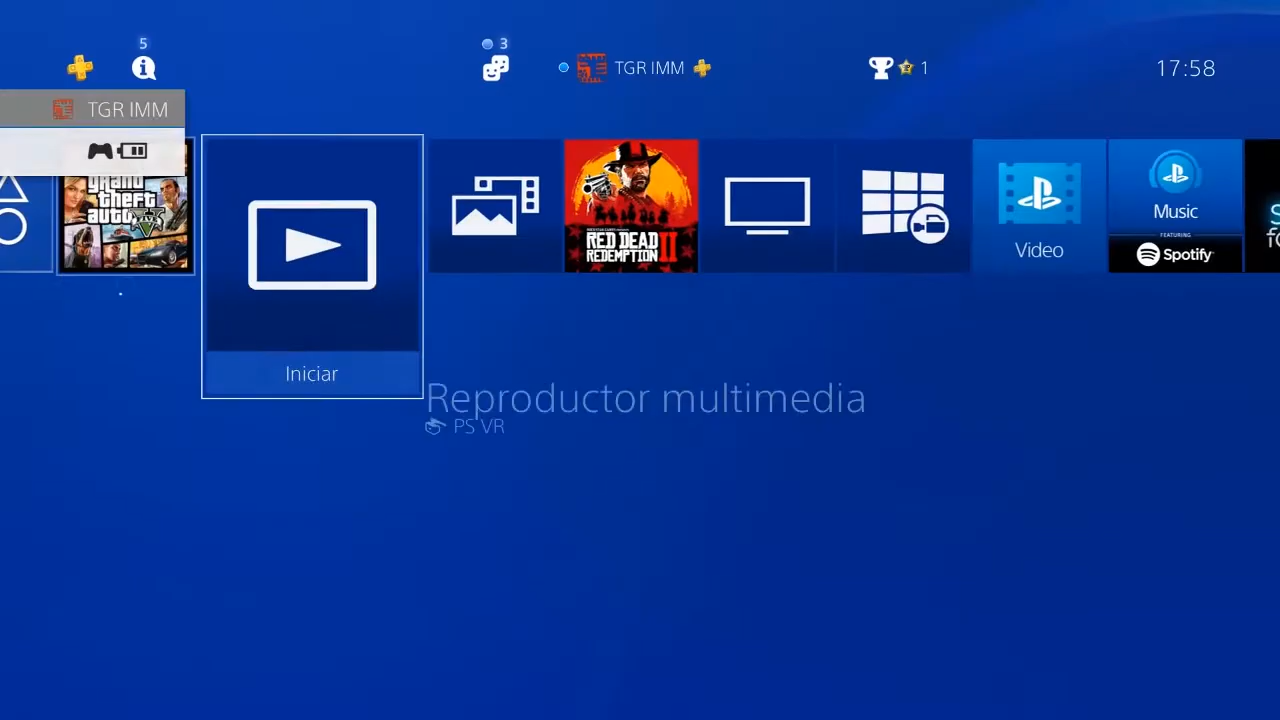 5
3
TGR IMM
1
17:58
TGR IMM
grand
theft
auto
V
RED DEAD
REDEMPTION II
Video
Music
FEATURING
Spotify
Iniciar
Reproductor multimedia
PS VR